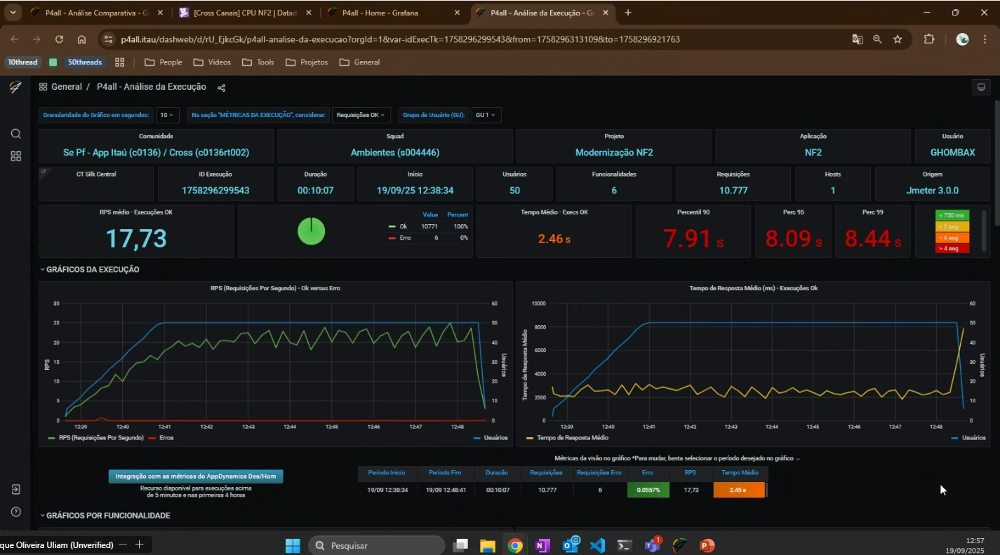 P4all - Análise Comparativa - G
[Cross Canais] CPU NF2 | Datad
P4all - Home - Grafana
P4all - Análise da Execução - Gr
p4all.itau/dashweb/d/rU_EjkcGk/p4all-analise-da-execucao?orgId=1&var-idExecTk=1758296299543&from=1758296313109&to=1758296921763
10thread
50threads
People
Videos
Tools
Projetos
General
General / P4all - Análise da Execução
Granularidade do Gráfico em segundos:
10
Na seção "MÉTRICAS DA EXECUÇÃO", considerar:
Requisições OK
Grupo de Usuário (GU):
GU 1
Comunidade
Se Pf - App Itaú (c0136) / Cross (c0136rt002)
Squad
Ambientes (s004446)
Projeto
Modernização NF2
Aplicação
NF2
Usuário
GHOMBAX
CT Silk Central
ID Execução
1758296299543
Duração
00:10:07
Início
19/09/25 12:38:34
Usuários
50
Funcionalidades
6
Requisições
10.777
Hosts
1
Origem
Jmeter 3.0.0
RPS médio - Execuções OK
17,73
Value Percent
Ok 10771 100%
Erro 6 0%
Tempo Médio - Execs OK
2.46 s
Percentil 90
7.91 s
Perc 95
8.09 s
Perc 99
8.44 s
< 750 ms
< 2 seg
< 4 seg
> 4 seg
GRÁFICOS DA EXECUÇÃO
RPS (Requisições Por Segundo) - Ok versus Erro
30
25
20
15
10
5
0
RPS
60
50
40
30
20
10
0
Usuários
12:39 12:40 12:41 12:42 12:43 12:44 12:45 12:46 12:47 12:48
RPS (Requisições Por Segundo) Erros Usuários
Tempo de Resposta Médio (ms) - Execuções Ok
10000
8000
6000
4000
2000
0
Tempo de Resposta Médio
60
50
40
30
20
10
0
Usuários
12:39 12:40 12:41 12:42 12:43 12:44 12:45 12:46 12:47 12:48
Tempo de Resposta Médio Usuários
Métricas da visão no gráfico *Para mudar, basta selecionar o período desejado no gráfico
Integração com as métricas do AppDynamics Des/Hom
Recurso disponível para execuções acima
de 5 minutos e nas primeiras 4 horas
Período Início Período Fim Duracão Requisições Requisições Erro Erro RPS Tempo Médio
19/09 12:38:34 19/09 12:48:41 00:10:07 10.777 6 0.0557% 17,73 2.45 s
GRÁFICOS POR FUNCIONALIDADE
que Oliveira Uliam (Unverified)
Pesquisar
1
12:57
19/09/2025